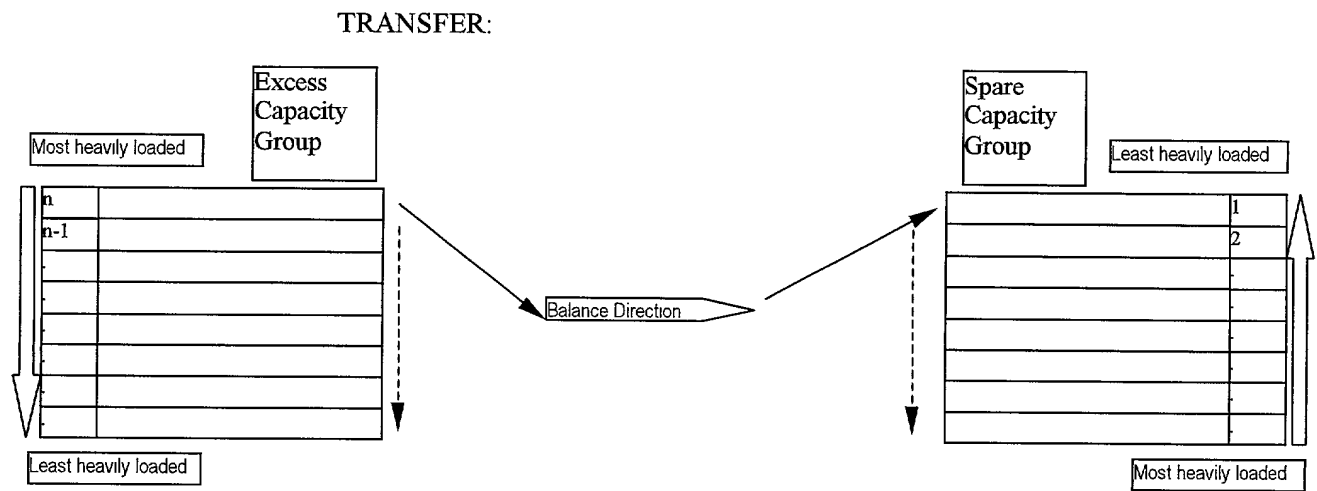 TRANSFER:
Excess
Capacity
Group
Spare
Capacity
Group
Most heavily loaded
Least heavily loaded
n
n-1
.
.
.
.
.
.
1
2
.
.
.
.
.
.
Balance Direction
Least heavily loaded
Most heavily loaded